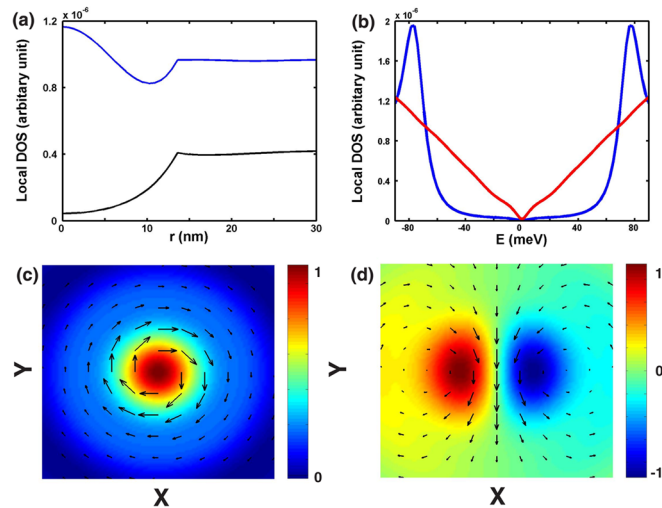 (a)
x 10⁻⁶
1.2
0.8
0.4
0
Local DOS (arbitary unit)
0 10 20 30
r (nm)
(b)
x 10⁻⁶
2
1.6
1.2
0.8
0.4
0
Local DOS (arbitary unit)
-80 -40 0 40 80
E (meV)
(c)
Y
X
1
0
(d)
Y
X
1
0
-1